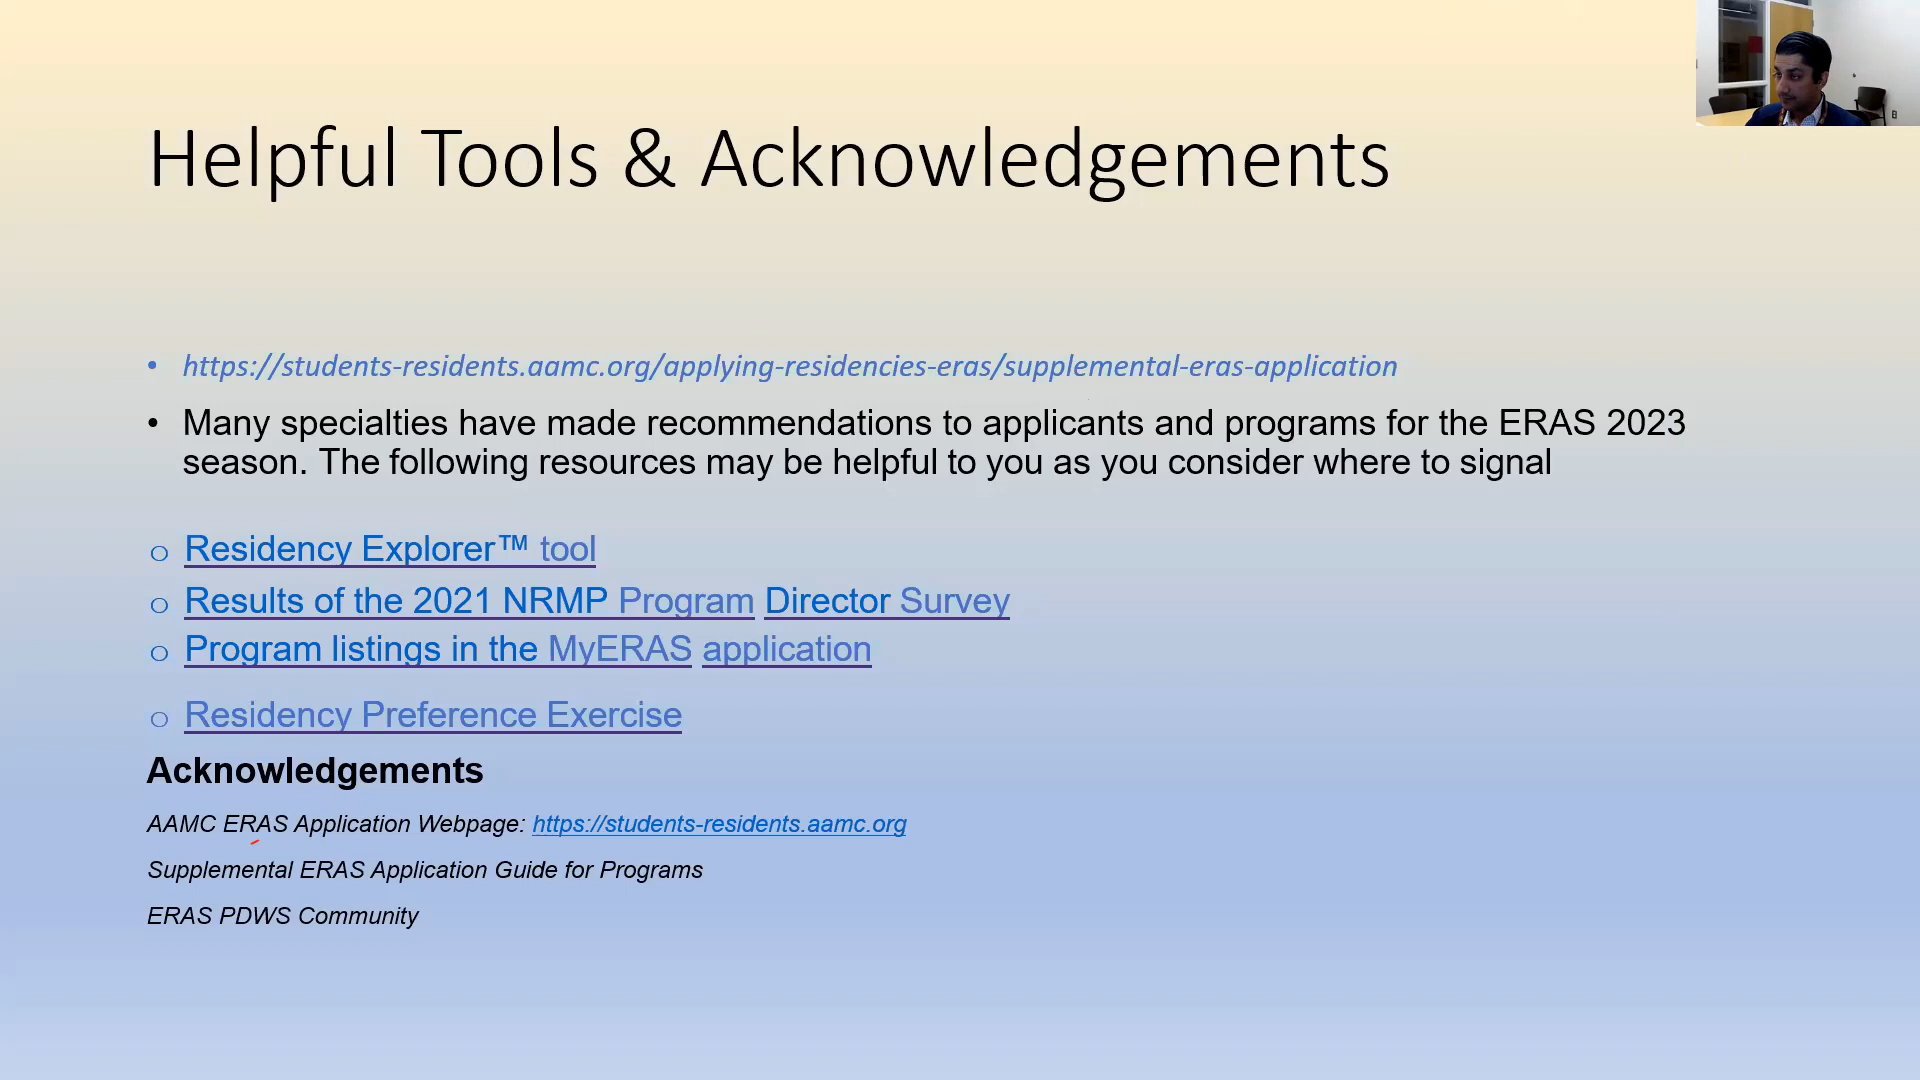 Helpful Tools & Acknowledgements
• https://students-residents.aamc.org/applying-residencies-eras/supplemental-eras-application
• Many specialties have made recommendations to applicants and programs for the ERAS 2023
season. The following resources may be helpful to you as you consider where to signal
o Residency Explorer™ tool
o Results of the 2021 NRMP Program Director Survey
o Program listings in the MyERAS application
o Residency Preference Exercise
Acknowledgements
AAMC ERAS Application Webpage: https://students-residents.aamc.org
Supplemental ERAS Application Guide for Programs
ERAS PDWS Community